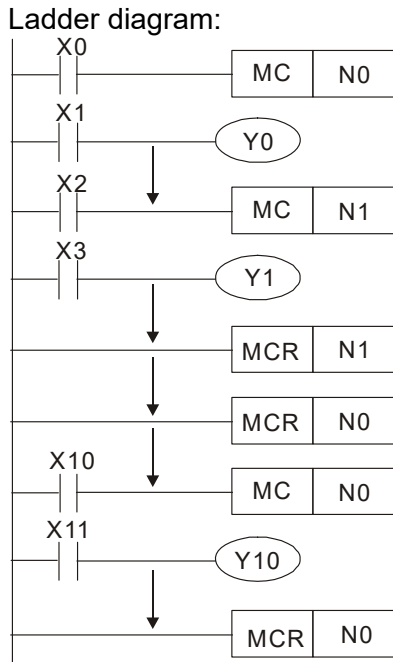 Ladder diagram:
X0
MC N0
X1
Y0
X2
MC N1
X3
Y1
MCR N1
MCR N0
X10
MC N0
X11
Y10
MCR N0